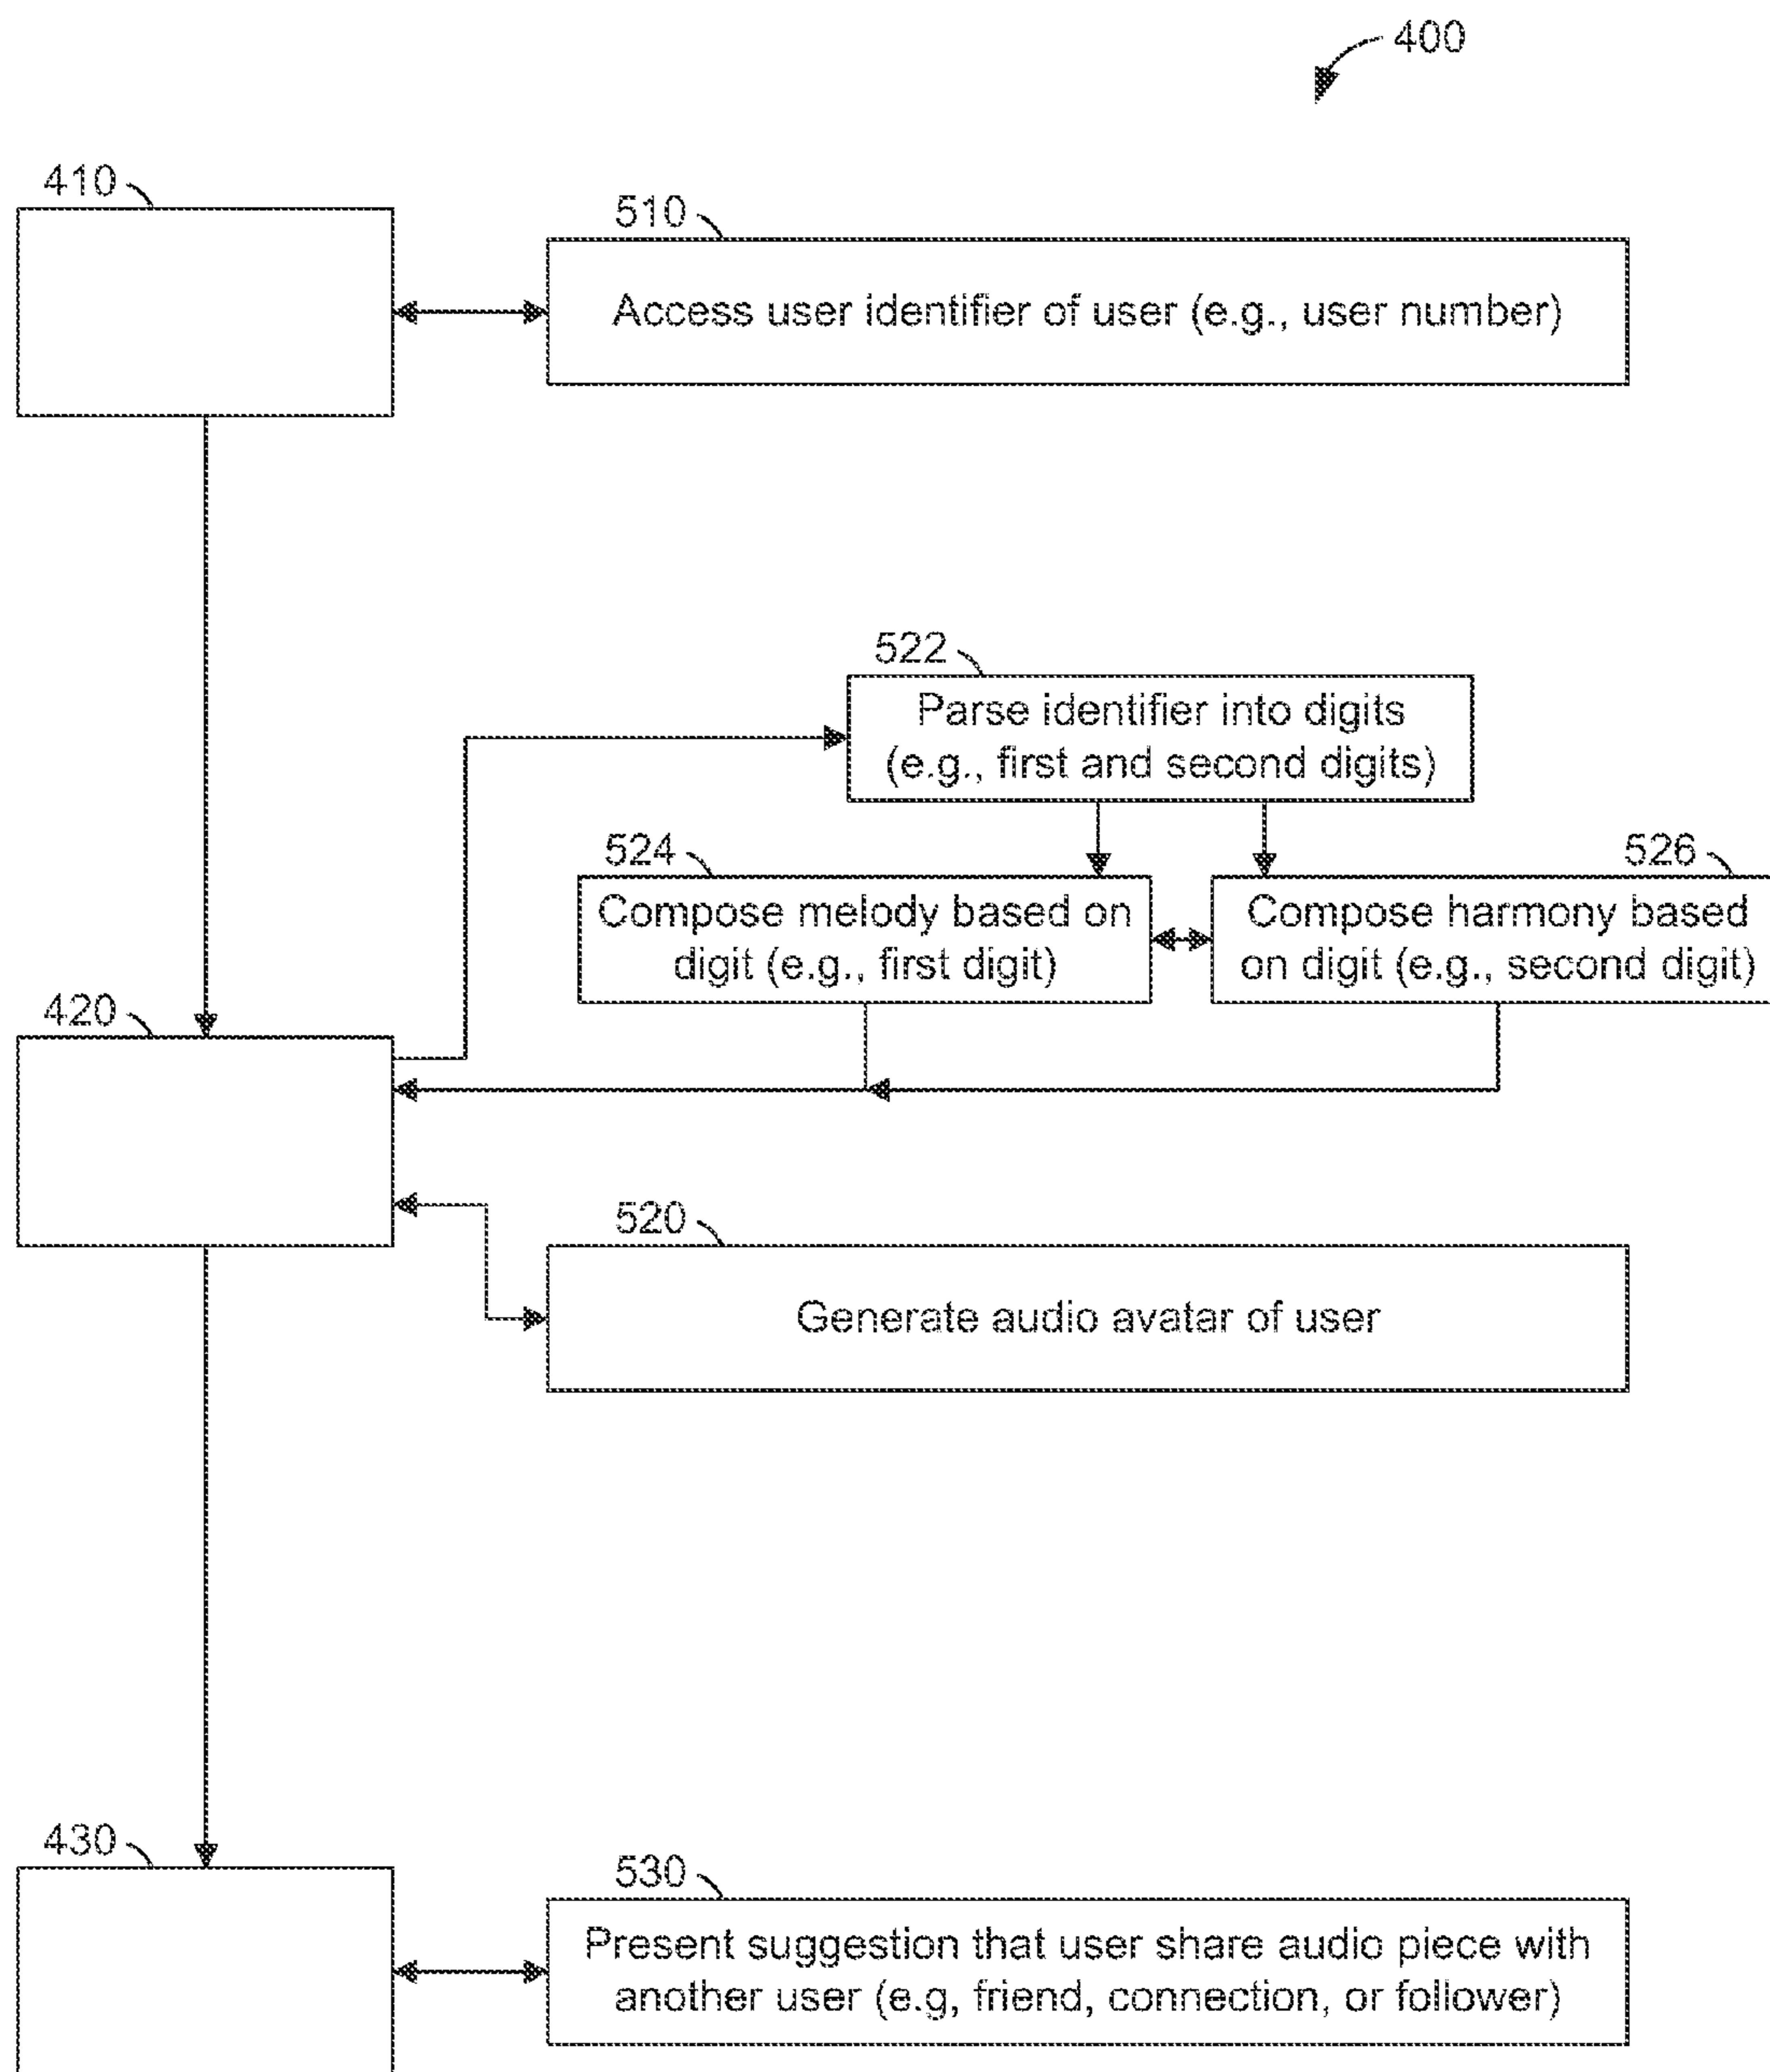 400
410
510
Access user identifier of user (e.g., user number)
522
Parse identifier into digits
(e.g., first and second digits)
524
Compose melody based on
digit (e.g., first digit)
526
Compose harmony based
on digit (e.g., second digit)
420
520
Generate audio avatar of user
430
530
Present suggestion that user share audio piece with
another user (e.g, friend, connection, or follower)